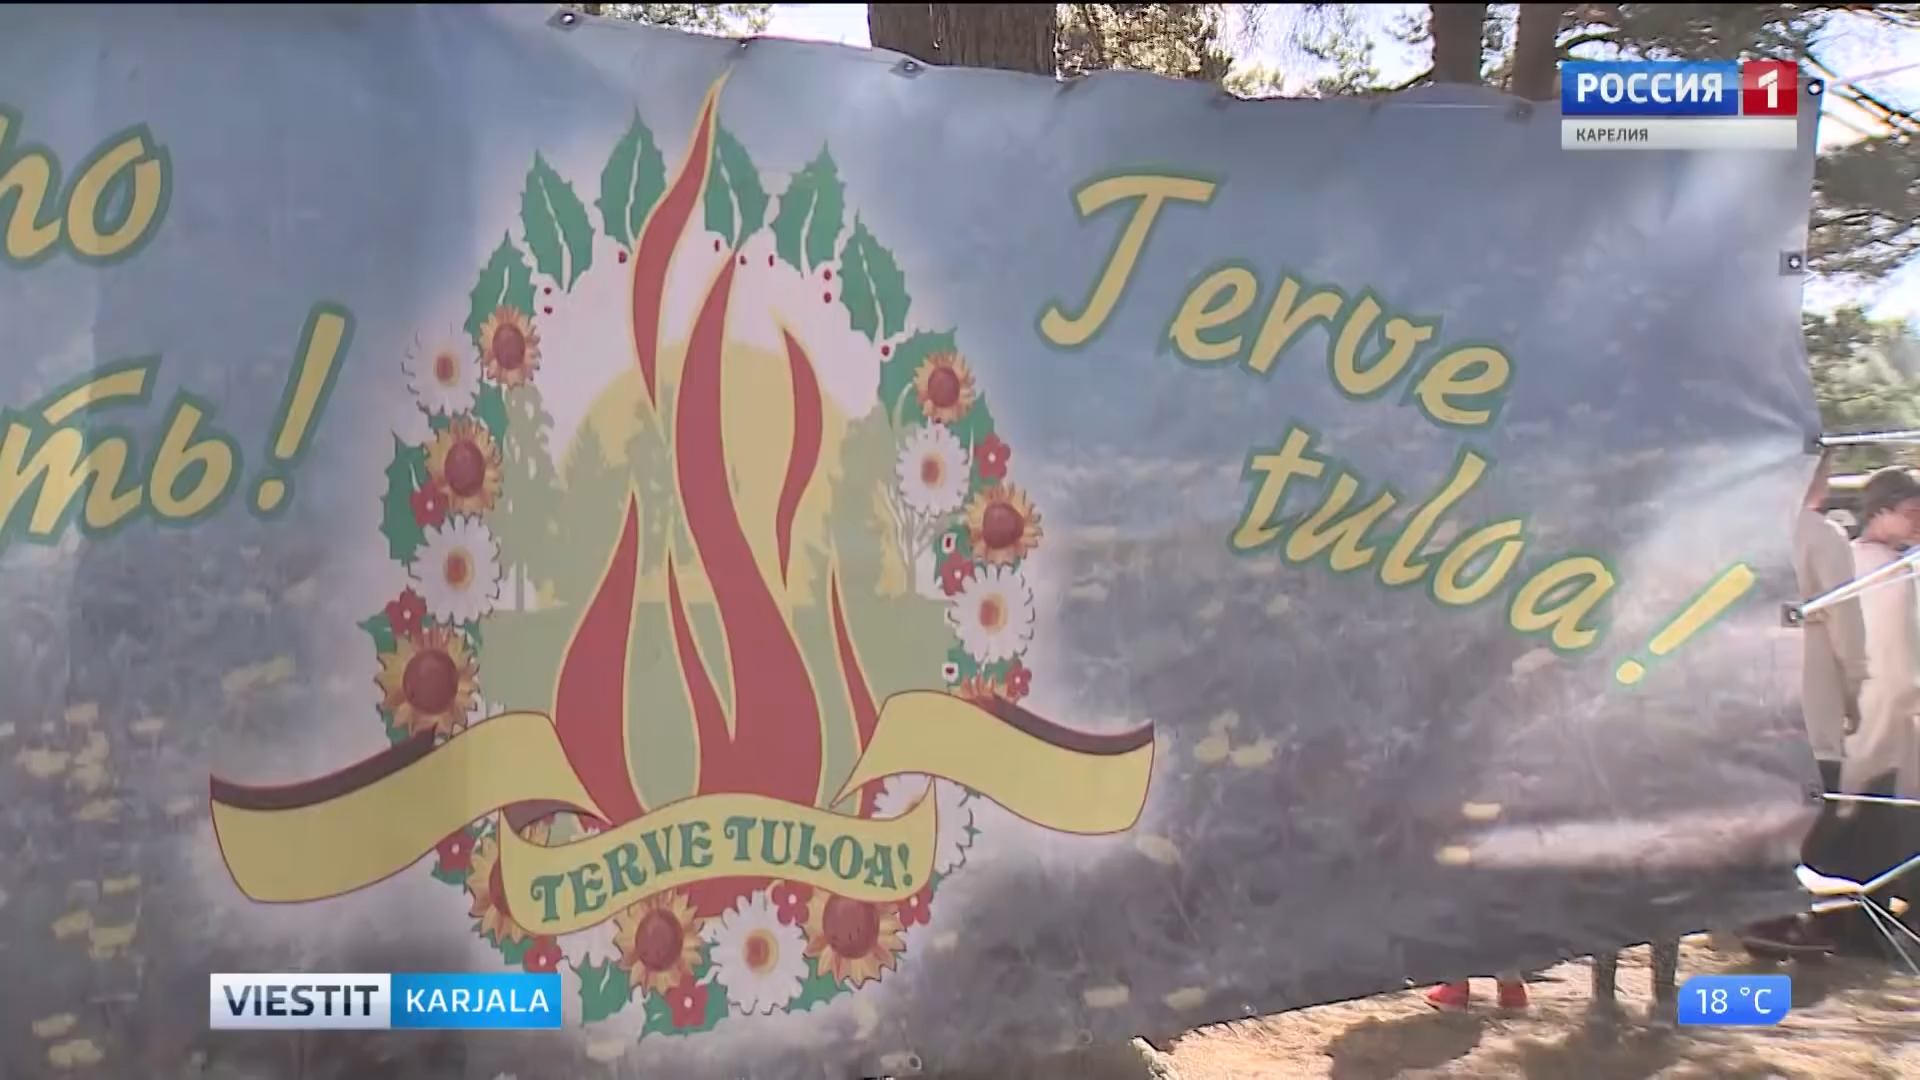 РОССИЯ 1
КАРЕЛИЯ
Terve
tuloa!
TERVE TULOA!
VIESTIT KARJALA
18 °C